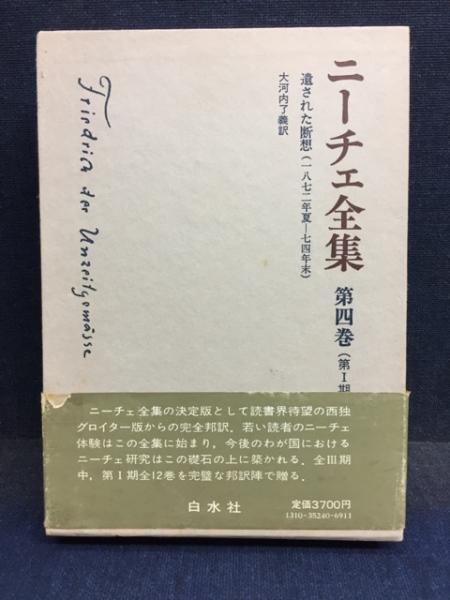 ニーチェ全集 第四巻(第Ⅰ期
遺された断想(一八七二年夏—七四年末)
大河内了義訳
Friedrich der Unzeitgemässe
ニーチェ全集の決定版として読書界待望の西独
グロイター版からの完全邦訳．若い読者のニーチェ
体験はこの全集に始まり，今後のわが国における
ニーチェ研究はこの礎石の上に築かれる．全Ⅲ期
中，第Ⅰ期全12巻を完璧な邦訳陣で贈る．
白水社
定価3700円
1310-35240-6911